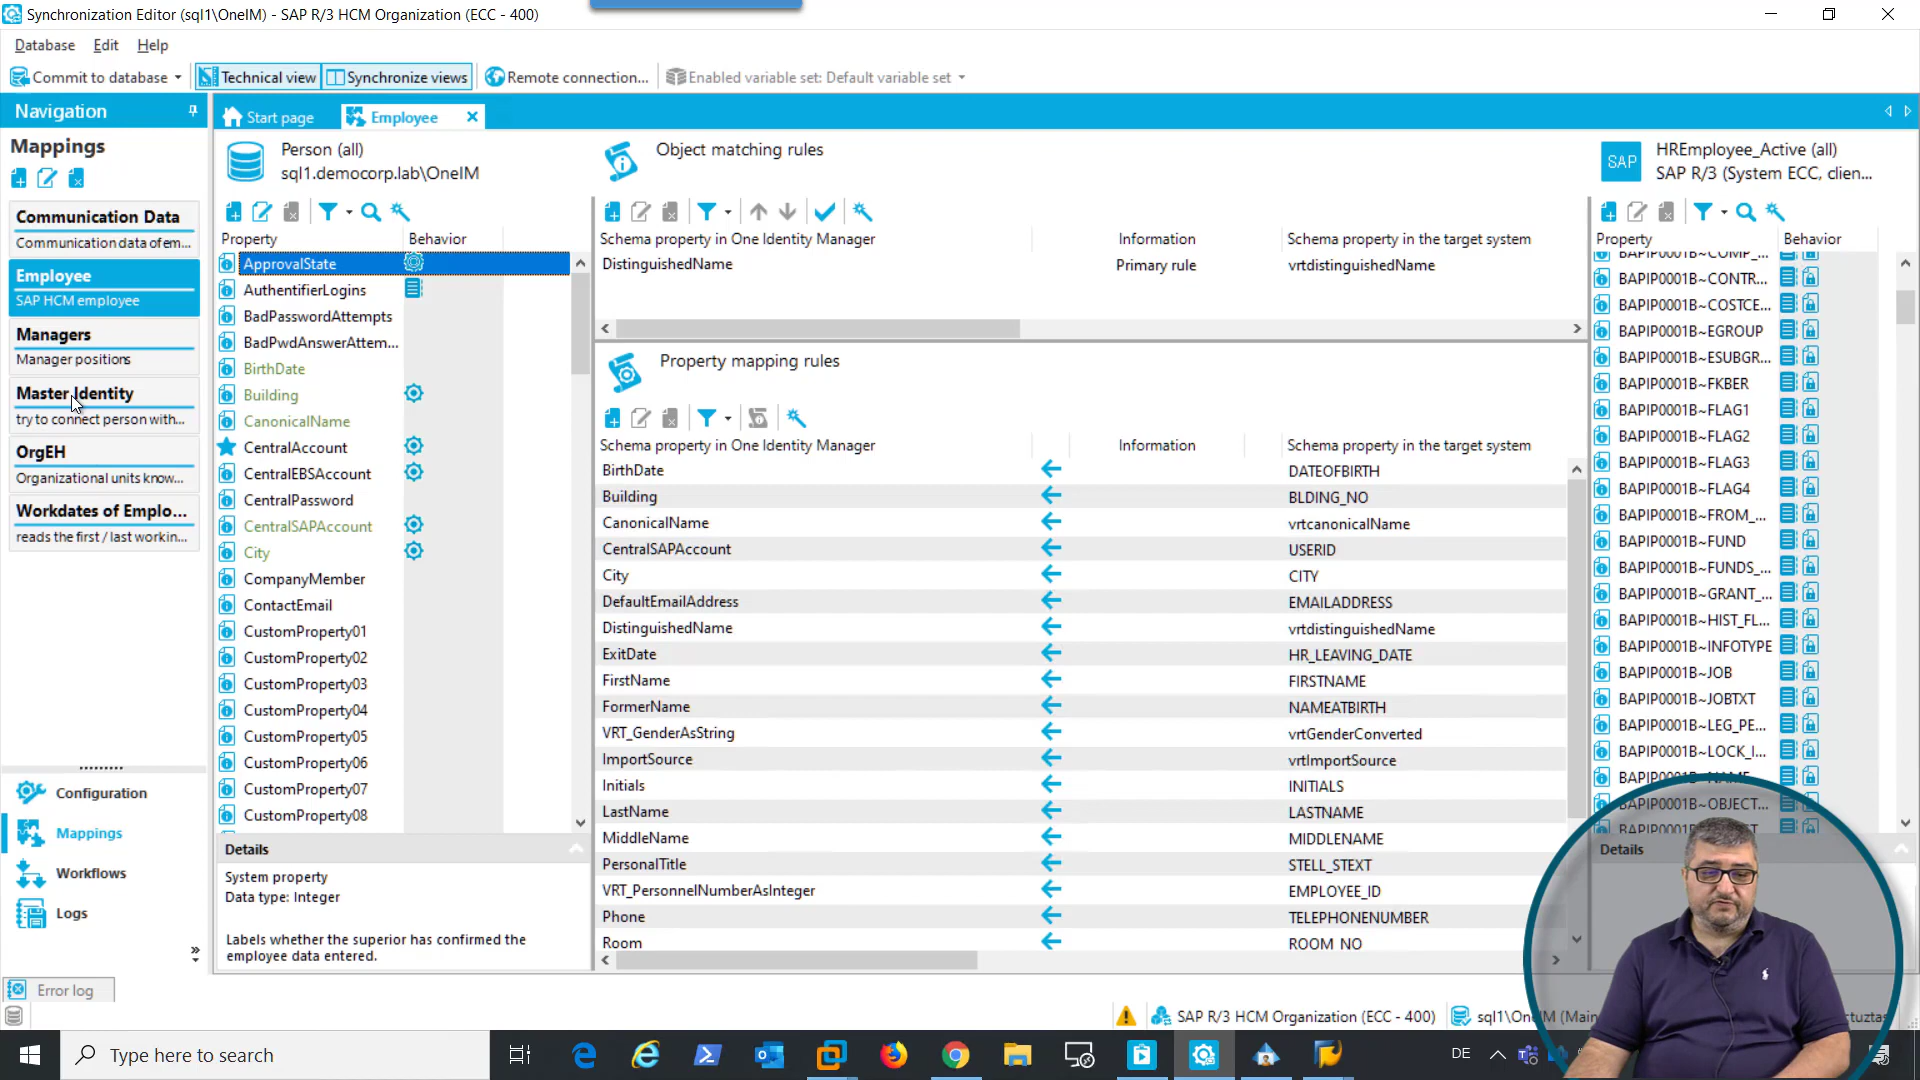 Synchronization Editor (sql1\OneIM) - SAP R/3 HCM Organization (ECC - 400)
Database Edit Help
Commit to database Technical view Synchronize views Remote connection... Enabled variable set: Default variable set
Navigation
Start page Employee
Mappings
Communication Data
Communication data of em...
Employee
SAP HCM employee
Managers
Manager positions
Master Identity
try to connect person with...
OrgEH
Organizational units know...
Workdates of Emplo...
reads the first / last workin...
Configuration
Mappings
Workflows
Logs
Error log
Person (all)
sql1.democorp.lab\OneIM
Property Behavior
ApprovalState
AuthentifierLogins
BadPasswordAttempts
BadPwdAnswerAttem...
BirthDate
Building
CanonicalName
CentralAccount
CentralEBSAccount
CentralPassword
CentralSAPAccount
City
CompanyMember
ContactEmail
CustomProperty01
CustomProperty02
CustomProperty03
CustomProperty04
CustomProperty05
CustomProperty06
CustomProperty07
CustomProperty08
Details
System property
Data type: Integer
Labels whether the superior has confirmed the
employee data entered.
Object matching rules
Schema property in One Identity Manager Information Schema property in the target system
DistinguishedName Primary rule vrtdistinguishedName
Property mapping rules
Schema property in One Identity Manager Information Schema property in the target system
BirthDate DATEOFBIRTH
Building BLDING_NO
CanonicalName vrtcanonicalName
CentralSAPAccount USERID
City CITY
DefaultEmailAddress EMAILADDRESS
DistinguishedName vrtdistinguishedName
ExitDate HR_LEAVING_DATE
FirstName FIRSTNAME
FormerName NAMEATBIRTH
VRT_GenderAsString vrtGenderConverted
ImportSource vrtImportSource
Initials INITIALS
LastName LASTNAME
MiddleName MIDDLENAME
PersonalTitle STELL_STEXT
VRT_PersonnelNumberAsInteger EMPLOYEE_ID
Phone TELEPHONENUMBER
Room ROOM_NO
SAP
HREmployee_Active (all)
SAP R/3 (System ECC, clien...
Property Behavior
BAPIP0001B~COMP_...
BAPIP0001B~CONTR...
BAPIP0001B~COSTCE...
BAPIP0001B~EGROUP
BAPIP0001B~ESUBGR...
BAPIP0001B~FKBER
BAPIP0001B~FLAG1
BAPIP0001B~FLAG2
BAPIP0001B~FLAG3
BAPIP0001B~FLAG4
BAPIP0001B~FROM_...
BAPIP0001B~FUND
BAPIP0001B~FUNDS_...
BAPIP0001B~GRANT_...
BAPIP0001B~HIST_FL...
BAPIP0001B~INFOTYPE
BAPIP0001B~JOB
BAPIP0001B~JOBTXT
BAPIP0001B~LEG_PE...
BAPIP0001B~LOCK_I...
BAPIP0001B~NAME
BAPIP0001B~OBJECT...
Details
SAP R/3 HCM Organization (ECC - 400) sql1\OneIM (Main
Type here to search
DE